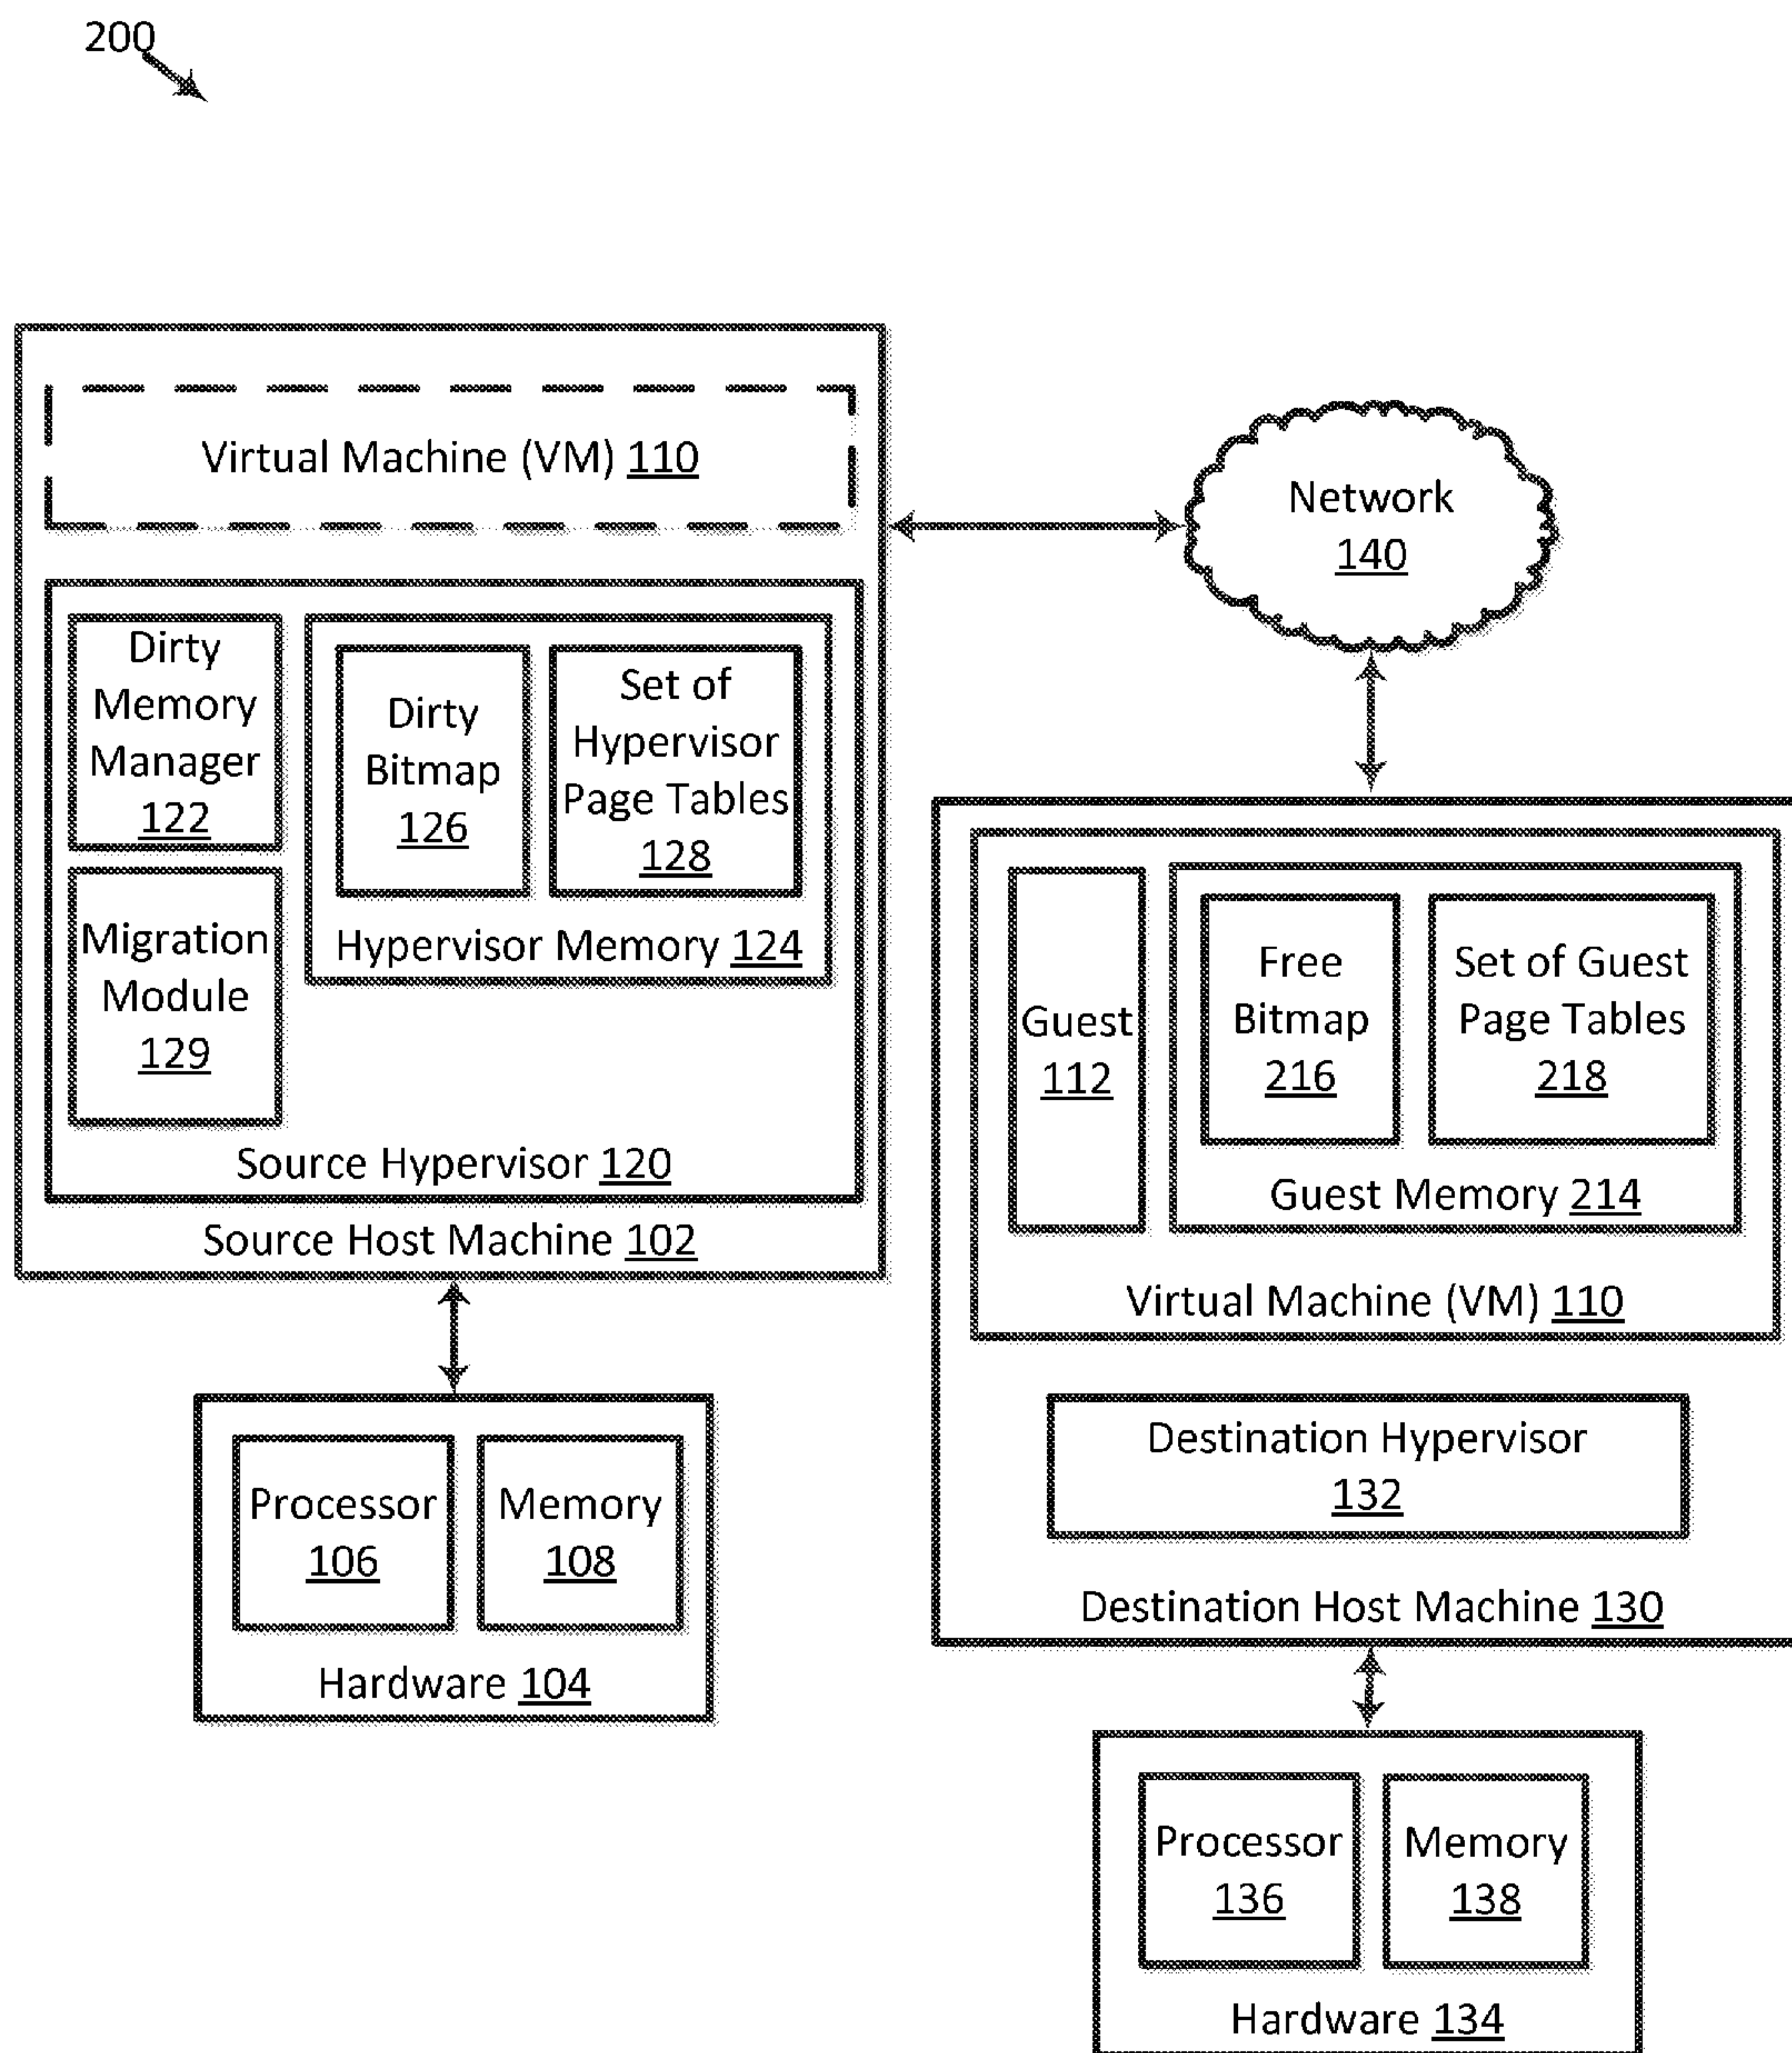 200
Virtual Machine (VM) 110
Network
140
Dirty
Memory
Manager
122
Dirty
Bitmap
126
Set of
Hypervisor
Page Tables
128
Hypervisor Memory 124
Migration
Module
129
Source Hypervisor 120
Source Host Machine 102
Processor
106
Memory
108
Hardware 104
Guest
112
Free
Bitmap
216
Set of Guest
Page Tables
218
Guest Memory 214
Virtual Machine (VM) 110
Destination Hypervisor
132
Destination Host Machine 130
Processor
136
Memory
138
Hardware 134